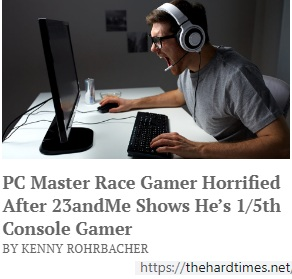 PC Master Race Gamer Horrified
After 23andMe Shows He's 1/5th
Console Gamer
BY KENNY ROHRBACHER
https://thehardtimes.net,